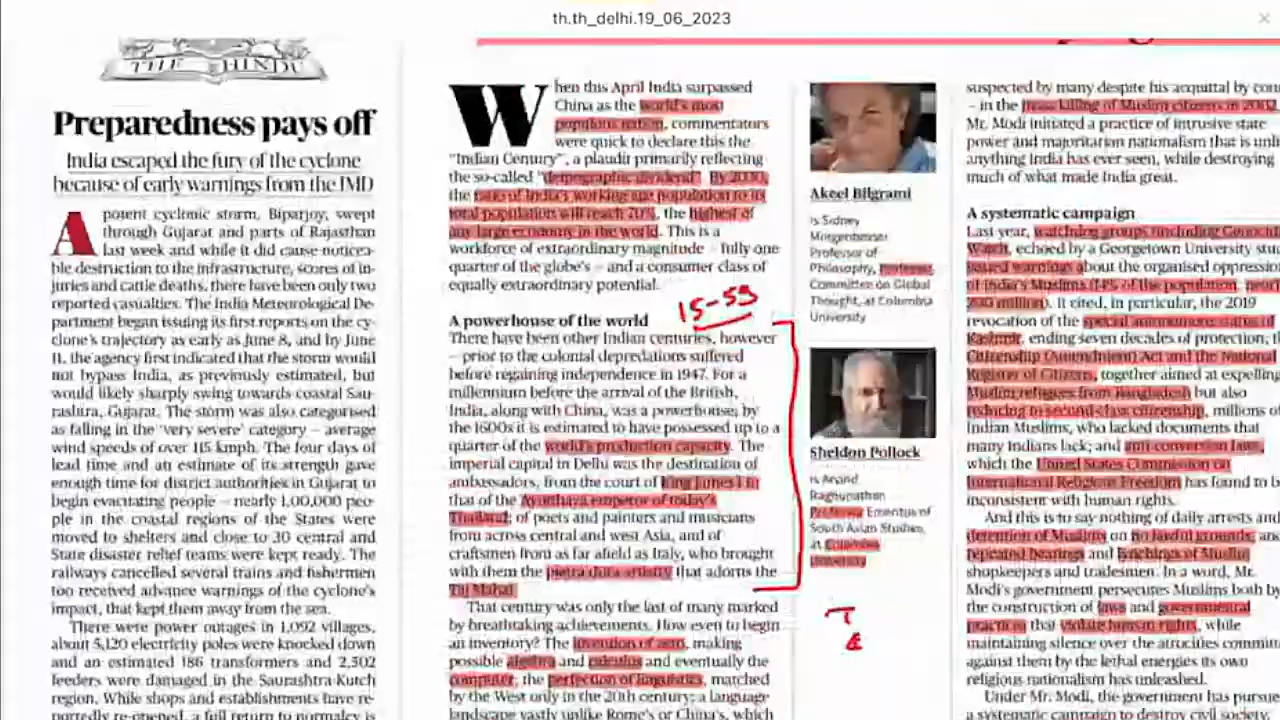 th.th_delhi.19_06_2023
THE HINDU
Preparedness pays off
India escaped the fury of the cyclone
because of early warnings from the IMD
A potent cyclonic storm, Biparjoy, swept
through Gujarat and parts of Rajasthan
last week and while it did cause noticea-
ble destruction to the infrastructure, scores of in-
juries and cattle deaths, there have been only two
reported casualties. The India Meteorological De-
partment began issuing its first reports on the cy-
clone's trajectory as early as June 8, and by June
11, the agency first indicated that the storm would
not bypass India, as previously estimated, but
would likely sharply swing towards coastal Sau-
rashtra, Gujarat. The storm was also categorised
as falling in the 'very severe' category – average
wind speeds of over 115 kmph. The four days of
lead time and an estimate of its strength gave
enough time for district authorities in Gujarat to
begin evacuating people – nearly 1,00,000 peo-
ple in the coastal regions of the States were
moved to shelters and close to 30 central and
State disaster relief teams were kept ready. The
railways cancelled several trains and fishermen
too received advance warnings of the cyclone's
impact, that kept them away from the sea.
There were power outages in 1,092 villages,
about 5,120 electricity poles were knocked down
and an estimated 186 transformers and 2,502
feeders were damaged in the Saurashtra-Kutch
region. While shops and establishments have re-
portedly re-opened, a full return to normalcy is
When this April India surpassed
China as the world's most
populous nation, commentators
were quick to declare this the
"Indian Century", a plaudit primarily reflecting
the so-called "demographic dividend". By 2030,
the ratio of India's working age population to its
total population will reach 70%, the highest of
any large economy in the world. This is a
workforce of extraordinary magnitude – fully one
quarter of the globe's – and a consumer class of
equally extraordinary potential.
15-59
A powerhouse of the world
There have been other Indian centuries, however
– prior to the colonial depredations suffered
before regaining independence in 1947. For a
millennium before the arrival of the British,
India, along with China, was a powerhouse; by
the 1600s it is estimated to have possessed up to a
quarter of the world's production capacity. The
imperial capital in Delhi was the destination of
ambassadors, from the court of King James I to
that of the Ayutthaya emperor of today's
Thailand; of poets and painters and musicians
from across central and west Asia, and of
craftsmen from as far afield as Italy, who brought
with them the pietra dura artistry that adorns the
Taj Mahal.
That century was only the last of many marked
by breathtaking achievements. How even to begin
an inventory? The invention of zero, making
possible algebra and calculus and eventually the
computer; the perfection of linguistics, matched
by the West only in the 20th century; a language
landscape vastly unlike Rome's or China's, which
Akeel Bilgrami
is Sidney
Morgenbesser
Professor of
Philosophy, Professor,
Committee on Global
Thought, at Columbia
University
Sheldon Pollock
is Arvind
Raghunathan
Professor Emeritus of
South Asian Studies,
at Columbia
University
suspected by many despite his acquittal by
– in the mass killing of Muslim citizens in 2002.
Mr. Modi initiated a practice of intrusive state
power and majoritarian nationalism that is
anything India has ever seen, while destroying
much of what made India great.
A systematic campaign
Last year, watching groups (including Genocide
Watch, echoed by a Georgetown University
issued warnings about the organised oppression
of India's Muslims (14% of the population,
200 million). It cited, in particular, the 2019
revocation of the special autonomous status of
Kashmir, ending seven decades of protection;
Citizenship (Amendment) Act and the National
Register of Citizens, together aimed at expelling
Muslim refugees from Bangladesh but also
reducing to second-class citizenship, millions of
Indian Muslims, who lacked documents that
many Indians lack; and anti-conversion laws,
which the United States Commission on
International Religious Freedom has found to be
inconsistent with human rights.
And this is to say nothing of daily arrests and
detention of Muslims on no lawful grounds, and
repeated beatings and lynchings of Muslim
shopkeepers and tradesmen. In a word, Mr.
Modi's government persecutes Muslims both by
the construction of laws and governmental
practices that violate human rights, while
maintaining silence over the atrocities
against them by the lethal energies its own
religious nationalism has unleashed.
Under Mr. Modi, the government has
a systematic campaign to destroy civil society.